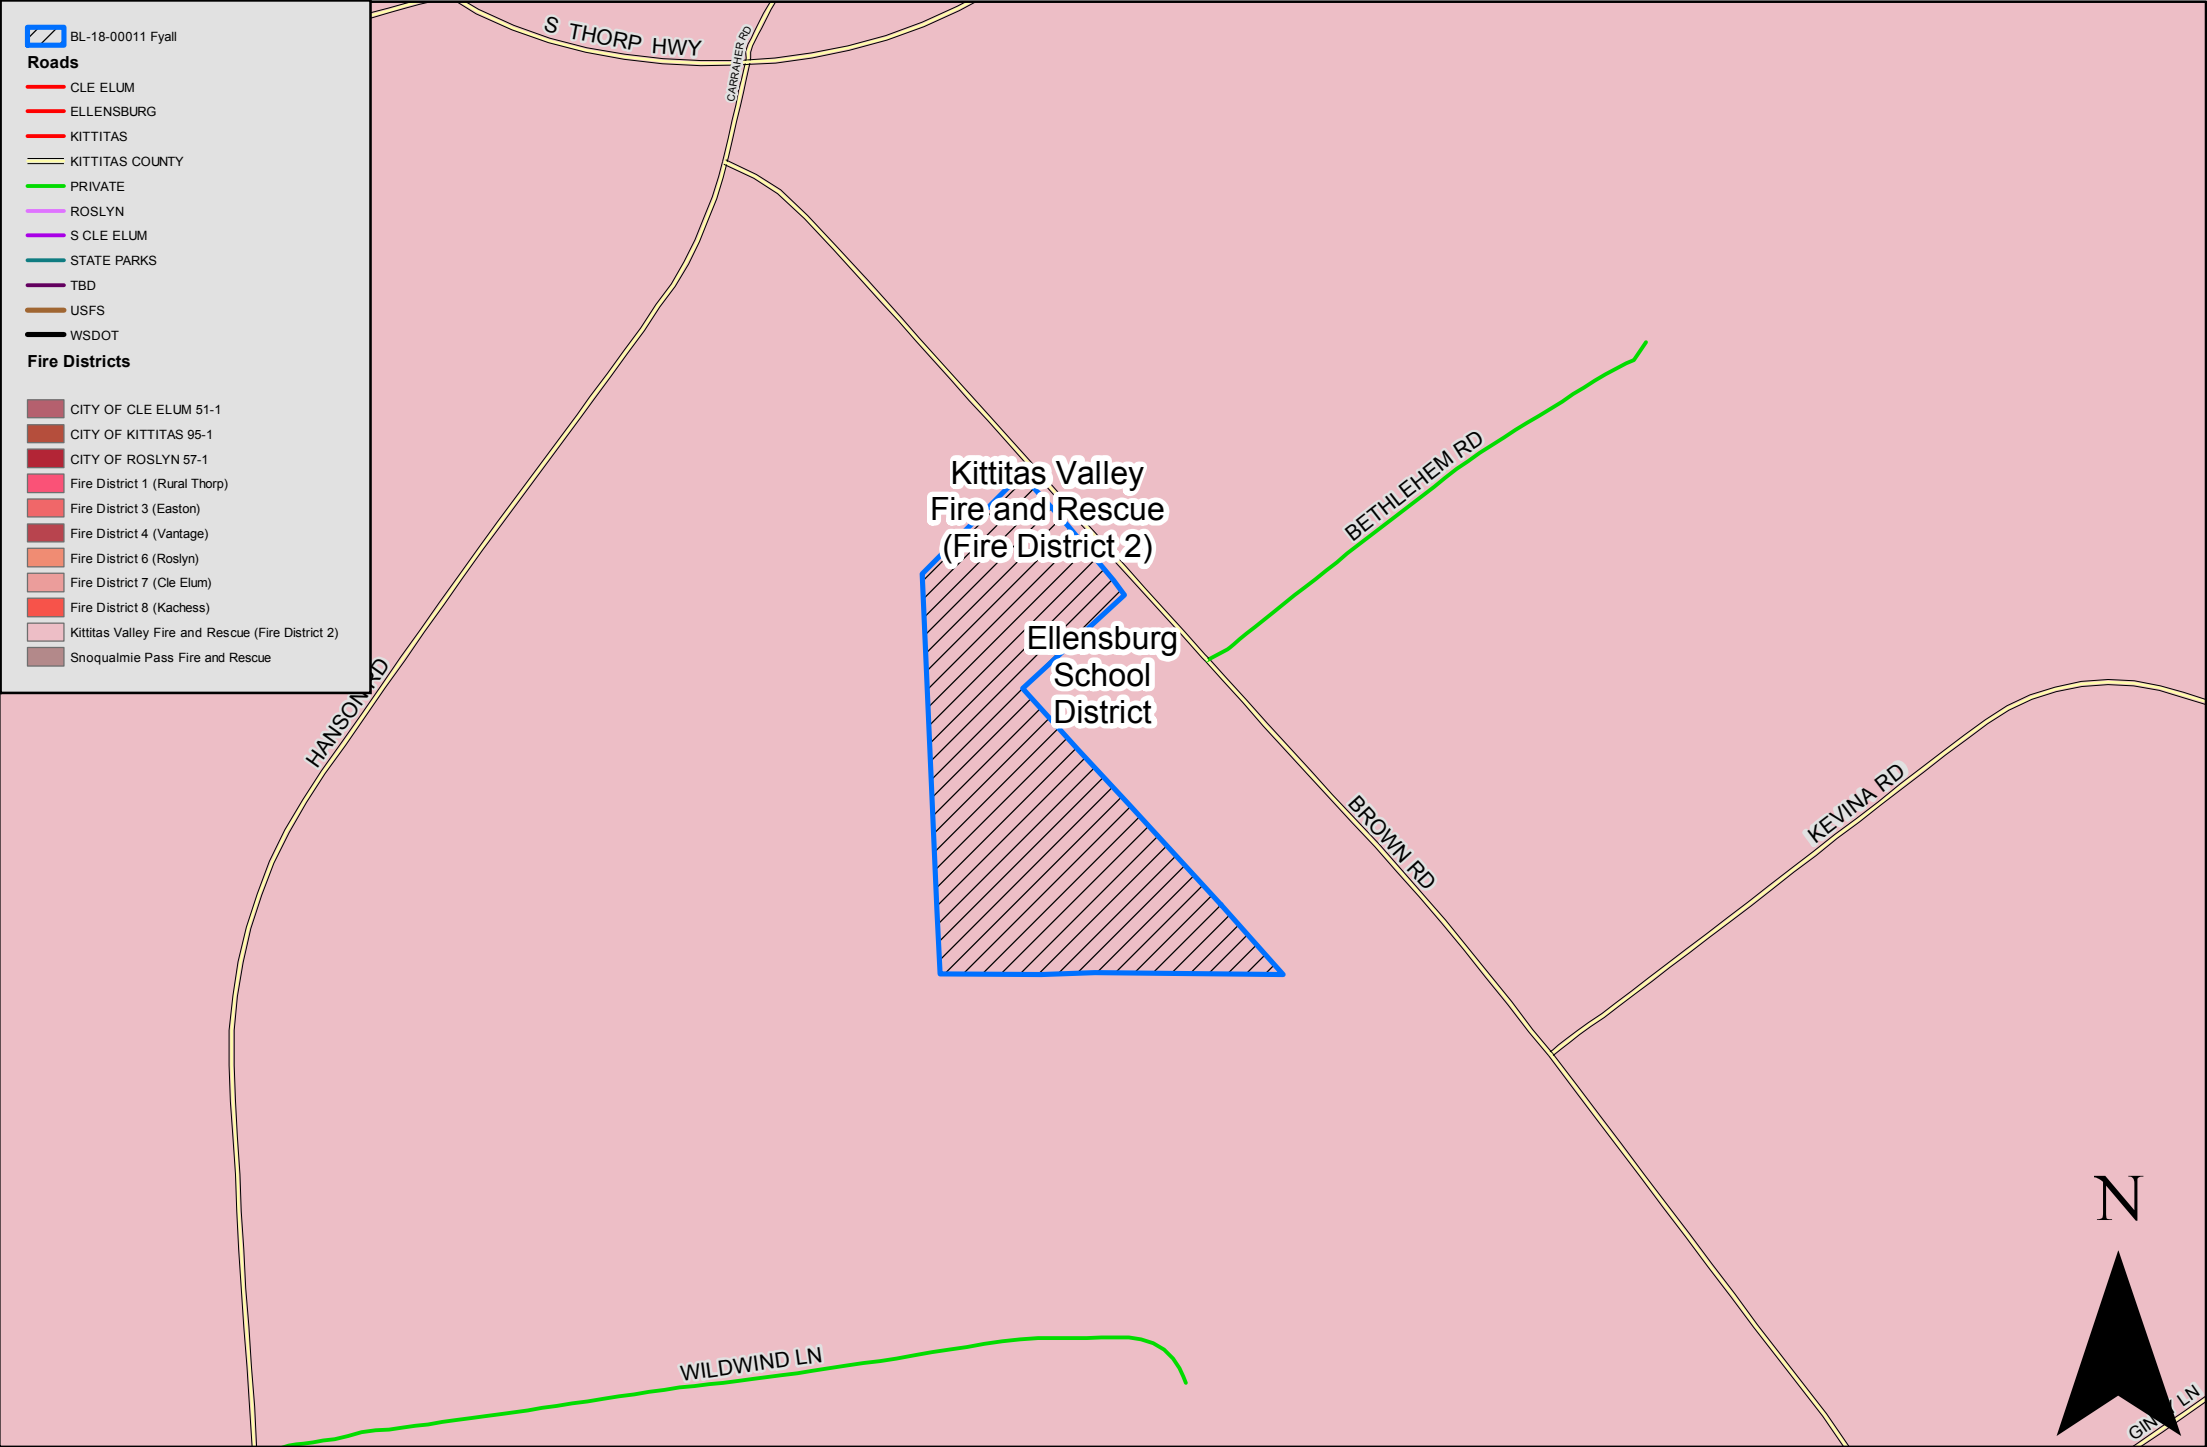 BL-18-00011 Fyall
Roads
CLE ELUM
ELLENSBURG
KITTITAS
KITTITAS COUNTY
PRIVATE
ROSLYN
S CLE ELUM
STATE PARKS
TBD
USFS
WSDOT
Fire Districts
CITY OF CLE ELUM 51-1
CITY OF KITTITAS 95-1
CITY OF ROSLYN 57-1
Fire District 1 (Rural Thorp)
Fire District 3 (Easton)
Fire District 4 (Vantage)
Fire District 6 (Roslyn)
Fire District 7 (Cle Elum)
Fire District 8 (Kachess)
Kittitas Valley Fire and Rescue (Fire District 2)
Snoqualmie Pass Fire and Rescue
S THORP HWY
CARRAHER RD
HANSON RD
Kittitas Valley
Fire and Rescue
(Fire District 2)
Ellensburg
School
District
BETHLEHEM RD
BROWN RD
KEVINA RD
WILDWIND LN
N
LN